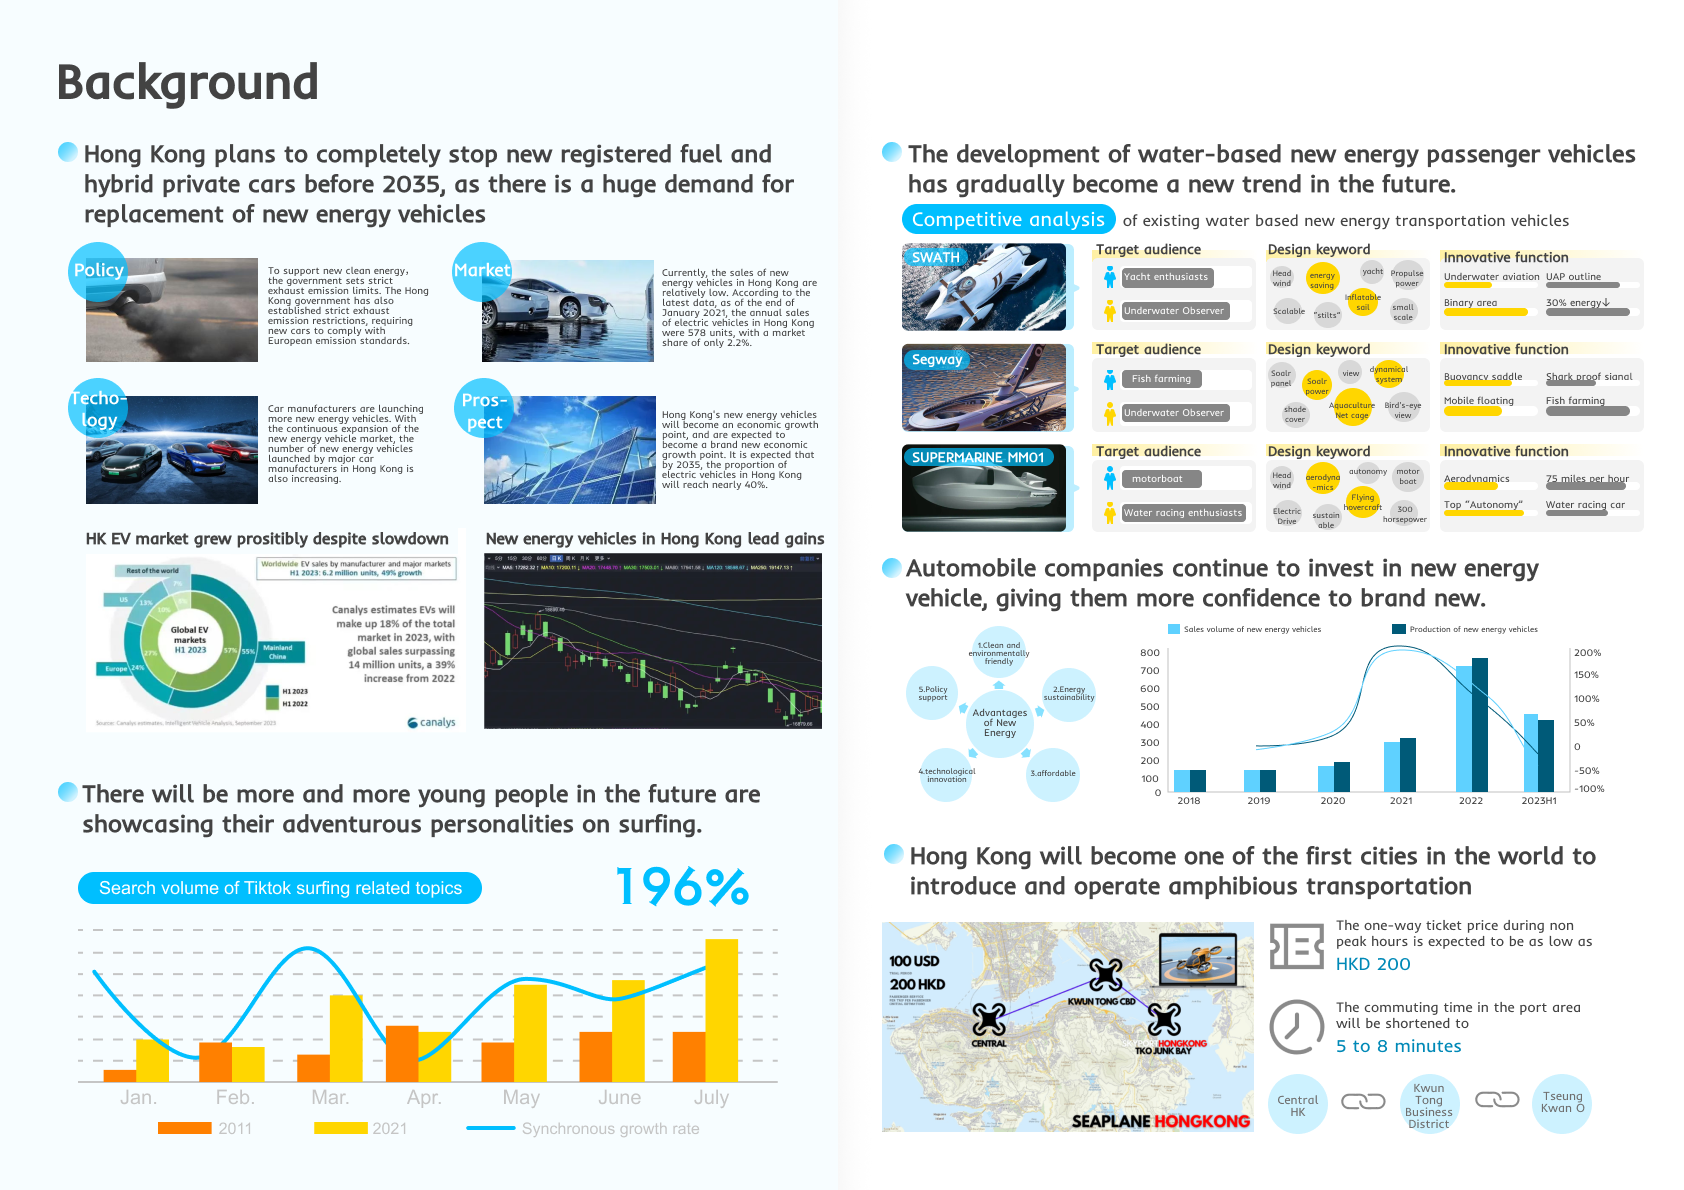 Background
Hong Kong plans to completely stop new registered fuel and
hybrid private cars before 2035, as there is a huge demand for
replacement of new energy vehicles
Policy
To support new clean energy,
the government sets strict
exhaust emission limits. The Hong
Kong government has also
established strict exhaust
emission restrictions, requiring
new cars to comply with
European emission standards.
Market
Currently, the sales of new
energy vehicles in Hong Kong are
relatively low. According to the
latest data, as of the end of
January 2021, the annual sales
of electric vehicles in Hong Kong
were 578 units, with a market
share of only 2.2%.
Techo-
logy
Car manufacturers are launching
more new energy vehicles. With
the continuous expansion of the
new energy vehicle market, the
number of new energy vehicles
launched by major car
manufacturers in Hong Kong is
also increasing.
Pros-
pect
Hong Kong's new energy vehicles
will become an economic growth
point, and are expected to
become a brand new economic
growth point. It is expected that
by 2035, the proportion of
electric vehicles in Hong Kong
will reach nearly 40%.
HK EV market grew prositibly despite slowdown
Worldwide EV sales by manufacturer and major markets
H1 2023: 6.2 million units, 49% growth
Rest of the world
US
Europe
Mainland
China
7%
13%
10%
24%
27%
57%
55%
Global EV
markets
H1 2023
Canalys estimates EVs will
make up 18% of the total
market in 2023, with
global sales surpassing
14 million units, a 39%
increase from 2022
H1 2023
H1 2022
Source: Canalys estimates, Intelligent Vehicle Analysis, September 2023
canalys
New energy vehicles in Hong Kong lead gains
There will be more and more young people in the future are
showcasing their adventurous personalities on surfing.
Search volume of Tiktok surfing related topics
196%
Jan. Feb. Mar. Apr. May June July
2011 2021 Synchronous growth rate
The development of water-based new energy passenger vehicles
has gradually become a new trend in the future.
Competitive analysis of existing water based new energy transportation vehicles
SWATH
Target audience
Yacht enthusiasts
Underwater Observer
Design keyword
Head
wind
energy
saving
yacht
Propulse
power
Scalable
"stilts"
Inflatable
sail
small
scale
Innovative function
Underwater aviation UAP outline
Binary area 30% energy↓
Segway
Target audience
Fish farming
Underwater Observer
Design keyword
Soalr
panel
Soalr
power
view
dynamical
system
shade
cover
Aquaculture
Net cage
Bird's-eye
view
Innovative function
Buoyancy saddle Shark proof signal
Mobile floating Fish farming
SUPERMARINE MM01
Target audience
motorboat
Water racing enthusiasts
Design keyword
Head
wind
aerodyna
-mics
autonomy
motor
boat
Electric
Drive
sustain
able
Flying
hovercraft
300
horsepower
Innovative function
Aerodynamics 75 miles per hour
Top "Autonomy" Water racing car
Automobile companies continue to invest in new energy
vehicle, giving them more confidence to brand new.
1.Clean and
environmentally
friendly
2.Energy
sustainability
3.affordable
4.technological
innovation
5.Policy
support
Advantages
of New
Energy
Sales volume of new energy vehicles
Production of new energy vehicles
800
700
600
500
400
300
200
100
0
200%
150%
100%
50%
0
-50%
-100%
2018 2019 2020 2021 2022 2023H1
Hong Kong will become one of the first cities in the world to
introduce and operate amphibious transportation
100 USD
200 HKD
KWUN TONG CBD
CENTRAL
HONGKONG
TKO JUNK BAY
SEAPLANE HONGKONG
The one-way ticket price during non
peak hours is expected to be as low as
HKD 200
The commuting time in the port area
will be shortened to
5 to 8 minutes
Central
HK
Kwun
Tong
Business
District
Tseung
Kwan O